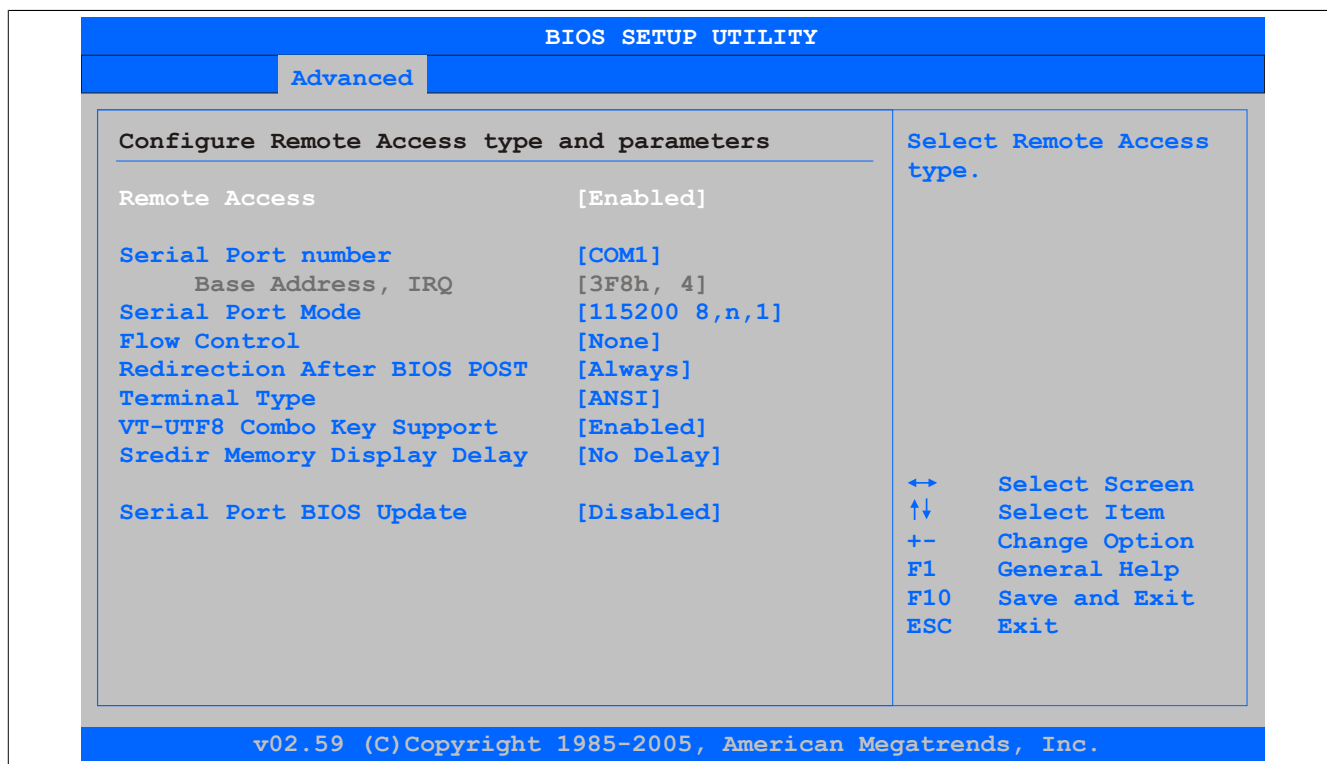 BIOS SETUP UTILITY
Advanced
Configure Remote Access type and parameters
Remote Access [Enabled]
Serial Port number [COM1]
Base Address, IRQ [3F8h, 4]
Serial Port Mode [115200 8,n,1]
Flow Control [None]
Redirection After BIOS POST [Always]
Terminal Type [ANSI]
VT-UTF8 Combo Key Support [Enabled]
Sredir Memory Display Delay [No Delay]
Serial Port BIOS Update [Disabled]
Select Remote Access
type.
↔ Select Screen
↑↓ Select Item
+- Change Option
F1 General Help
F10 Save and Exit
ESC Exit
v02.59 (C)Copyright 1985-2005, American Megatrends, Inc.